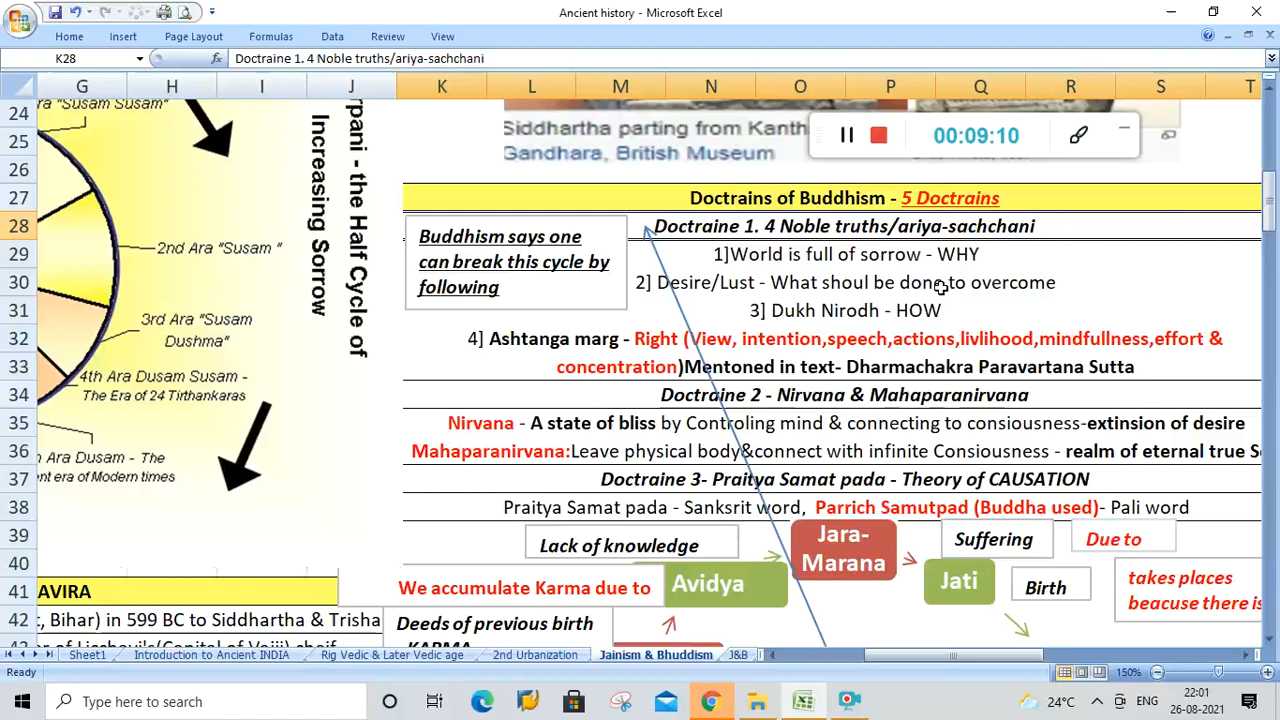 Ancient history - Microsoft Excel
Home Insert Page Layout Formulas Data Review View
K28 fx Doctraine 1. 4 Noble truths/ariya-sachchani
G H I J K L M N O P Q R S T
24
25
26
27
28
29
30
31
32
33
34
35
36
37
38
39
40
41
42
ra "Susam Susam"
2nd Ara "Susam "
3rd Ara "Susam
Dushma"
4th Ara Dusam Susam -
The Era of 24 Tirthankaras
Ara Dusam - The
nt era of Modern times
rpani - the Half Cycle of
Increasing Sorrow
Siddhartha parting from Kanth
Gandhara, British Museum
00:09:10
Doctrains of Buddhism - 5 Doctrains
Doctraine 1. 4 Noble truths/ariya-sachchani
Buddhism says one
can break this cycle by
following
1]World is full of sorrow - WHY
2] Desire/Lust - What shoul be done to overcome
3] Dukh Nirodh - HOW
4] Ashtanga marg - Right (View, intention,speech,actions,livlihood,mindfullness,effort &
concentration)Mentoned in text- Dharmachakra Paravartana Sutta
Doctraine 2 - Nirvana & Mahaparanirvana
Nirvana - A state of bliss by Controling mind & connecting to consiousness-extinsion of desire
Mahaparanirvana:Leave physical body&connect with infinite Consiousness - realm of eternal true S
Doctraine 3- Praitya Samat pada - Theory of CAUSATION
Praitya Samat pada - Sanksrit word, Parrich Samutpad (Buddha used)- Pali word
Lack of knowledge
Jara-
Marana
Suffering
Due to
We accumulate Karma due to
Avidya
Jati
Birth
takes places
beacuse there is
Deeds of previous birth
KARMA
AVIRA
, Bihar) in 599 BC to Siddhartha & Trisha
Sheet1 Introduction to Ancient INDIA Rig Vedic & Later Vedic age 2nd Urbanization Jainism & Bhuddism J&B
Ready 150%
Type here to search
24°C ENG 22:01
26-08-2021